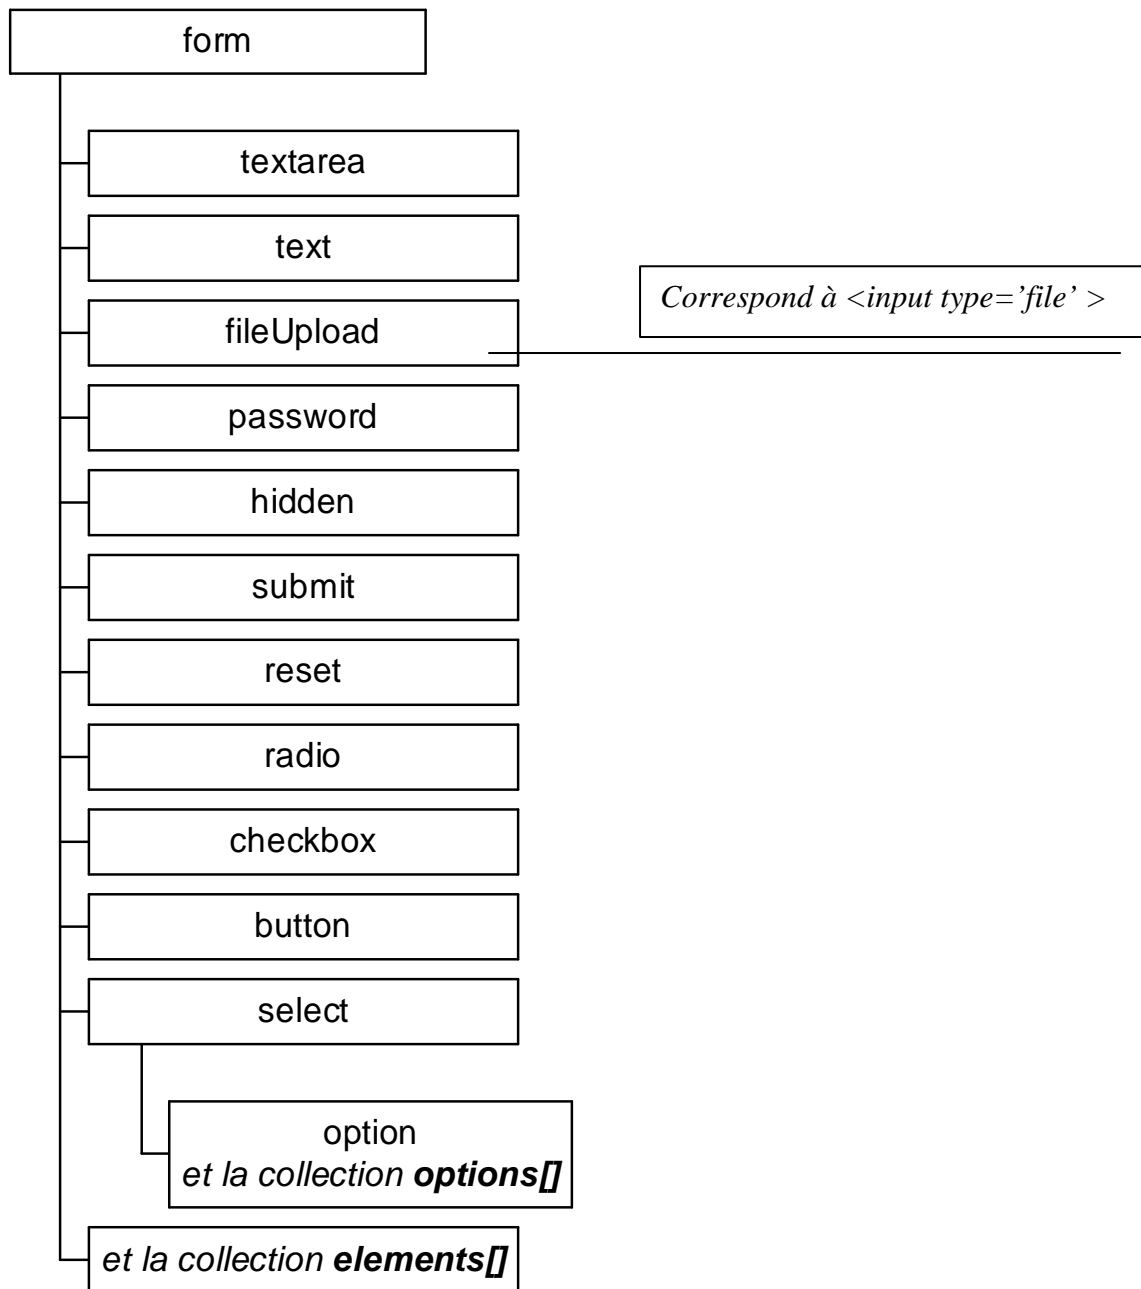 form
textarea
text
Correspond à <input type=’file’ >
fileUpload
password
hidden
submit
reset
radio
checkbox
button
select
option
et la collection options[]
et la collection elements[]